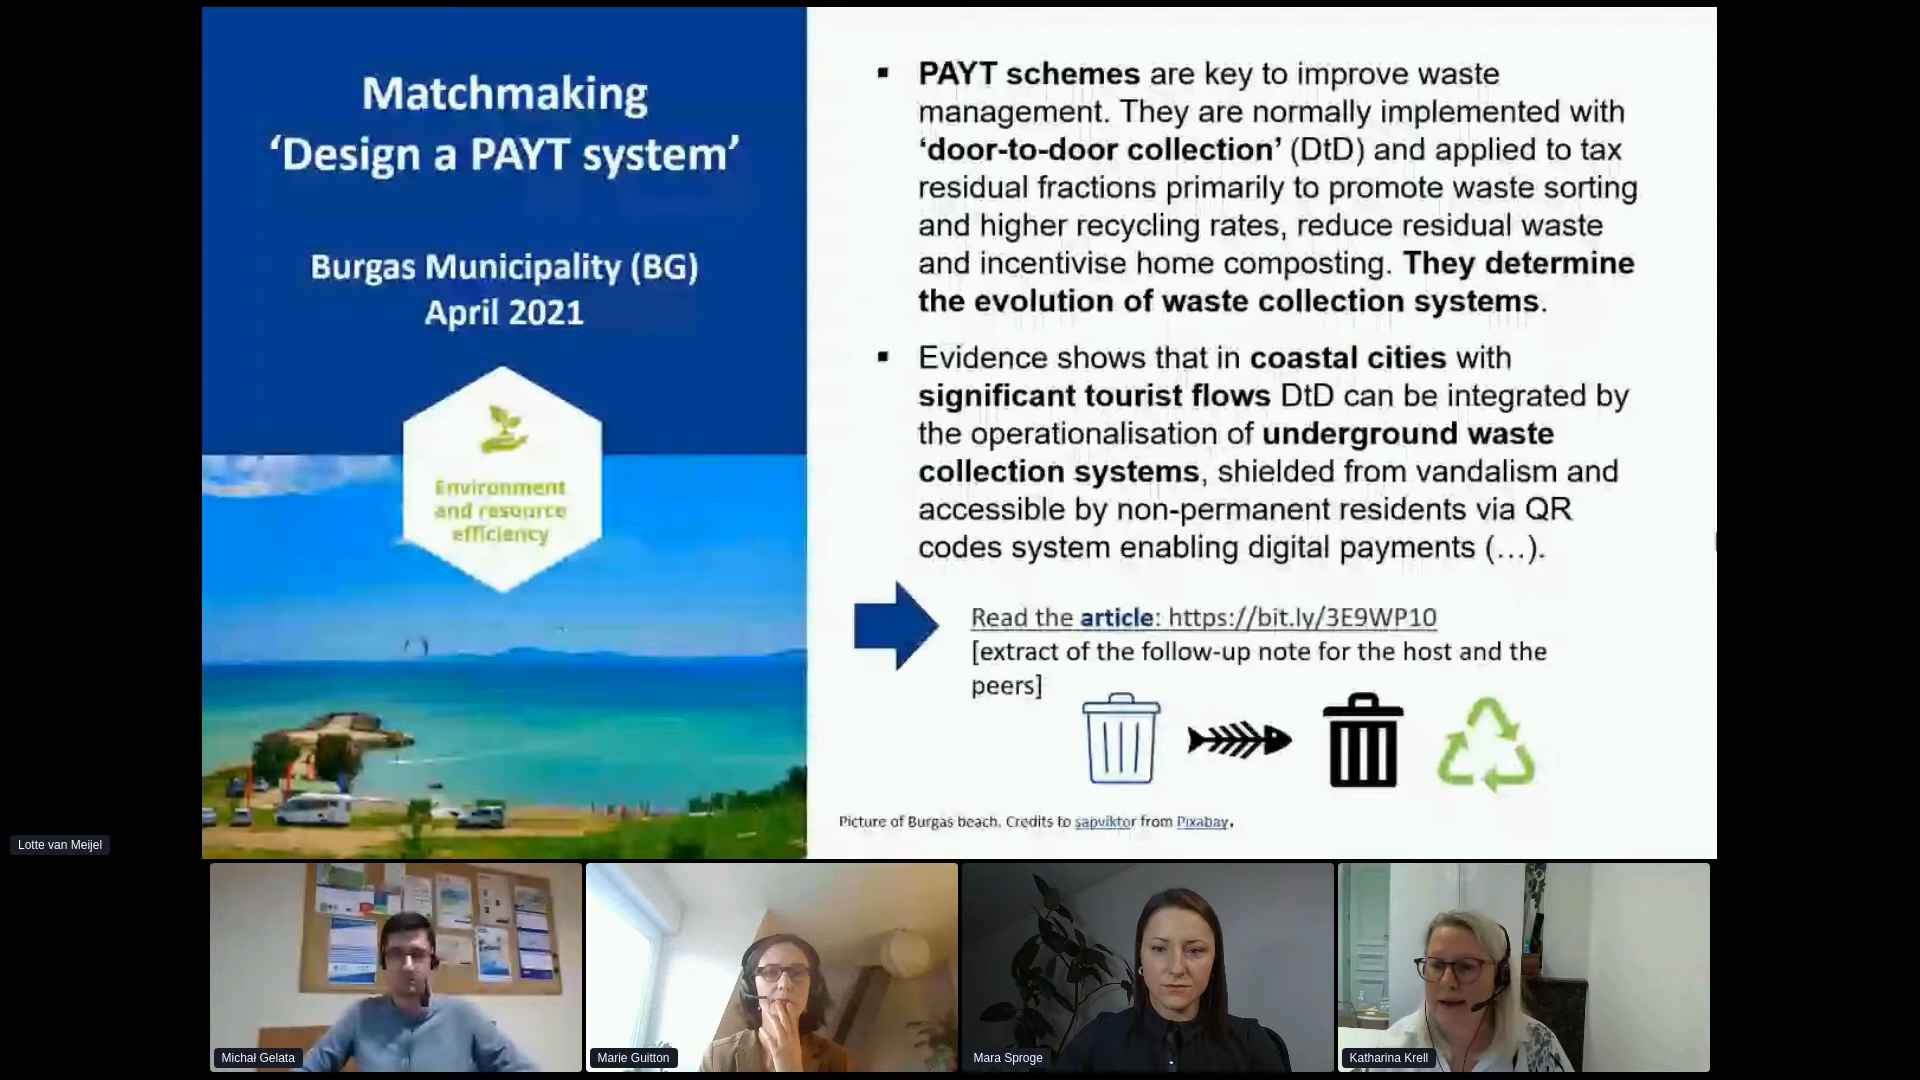 Matchmaking
‘Design a PAYT system’
Burgas Municipality (BG)
April 2021
Environment
and resource
efficiency
▪ PAYT schemes are key to improve waste
management. They are normally implemented with
‘door-to-door collection’ (DtD) and applied to tax
residual fractions primarily to promote waste sorting
and higher recycling rates, reduce residual waste
and incentivise home composting. They determine
the evolution of waste collection systems.
▪ Evidence shows that in coastal cities with
significant tourist flows DtD can be integrated by
the operationalisation of underground waste
collection systems, shielded from vandalism and
accessible by non-permanent residents via QR
codes system enabling digital payments (…).
Read the article: https://bit.ly/3E9WP10
[extract of the follow-up note for the host and the
peers]
Picture of Burgas beach. Credits to sapviktor from Pixabay.
Lotte van Meijel
Michał Gelata
Marie Guitton
Mara Sproge
Katharina Krell